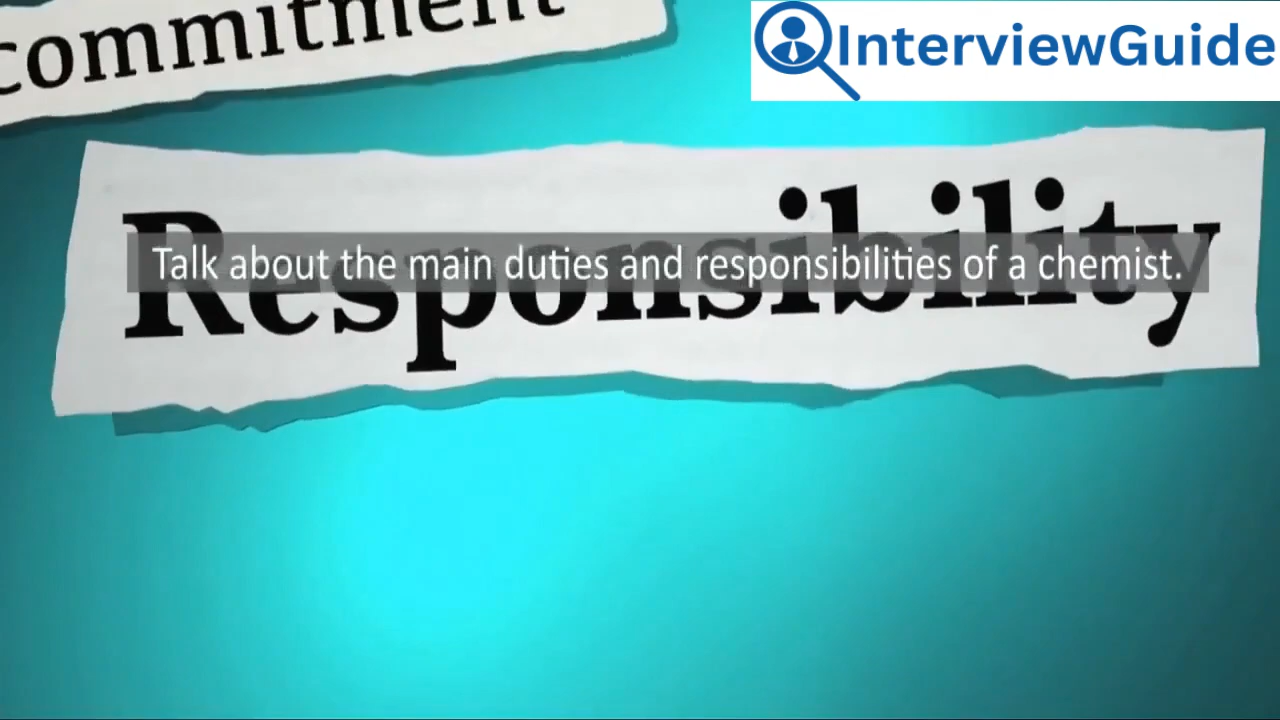 commitment
InterviewGuide
Responsibility
Talk about the main duties and responsibilities of a chemist.